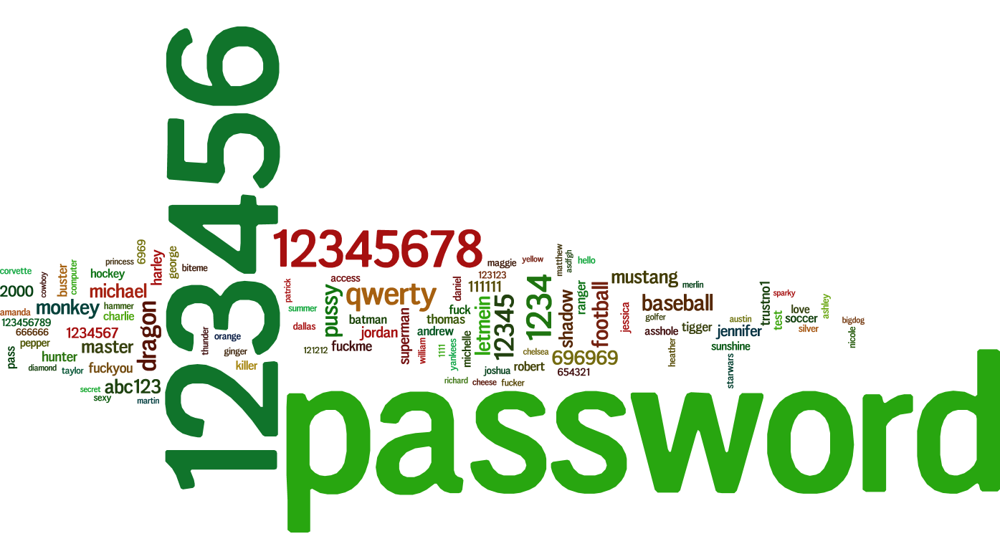 123456
password
12345678
princess
6969
harley
george
biteme
corvette
cowboy
buster
computer
hockey
2000
michael
amanda
monkey
hammer
charlie
123456789
666666
1234567
dragon
pepper
master
pass
hunter
diamond
taylor
fuckyou
secret
abc123
sexy
martin
thunder
orange
ginger
killer
maggie
yellow
matthew
asdfgh
hello
patrick
access
123123
daniel
111111
1234
mustang
merlin
summer
pussy
qwerty
fuck
letmein
12345
shadow
ranger
football
jessica
baseball
golfer
dallas
batman
thomas
jordan
superman
andrew
william
121212
fuckme
1111
yankees
michelle
chelsea
696969
asshole
tigger
heather
joshua
robert
654321
richard
cheese
fucker
austin
jennifer
sunshine
starwars
trustno1
sparky
test
love
soccer
silver
ashley
bigdog
nicole